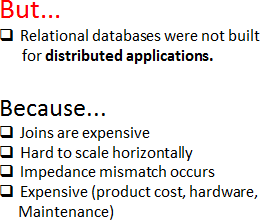 But...
❑ Relational databases were not built
for distributed applications.
Because...
❑ Joins are expensive
❑ Hard to scale horizontally
❑ Impedance mismatch occurs
❑ Expensive (product cost, hardware,
Maintenance)